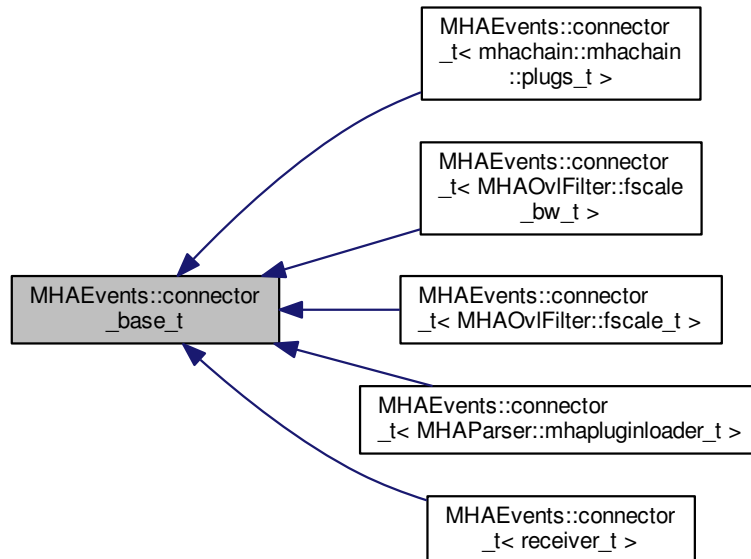 MHAEvents::connector
_t< mhachain::mhachain
::plugs_t >
MHAEvents::connector
_t< MHAOvlFilter::fscale
_bw_t >
MHAEvents::connector
_base_t
MHAEvents::connector
_t< MHAOvlFilter::fscale_t >
MHAEvents::connector
_t< MHAParser::mhapluginloader_t >
MHAEvents::connector
_t< receiver_t >